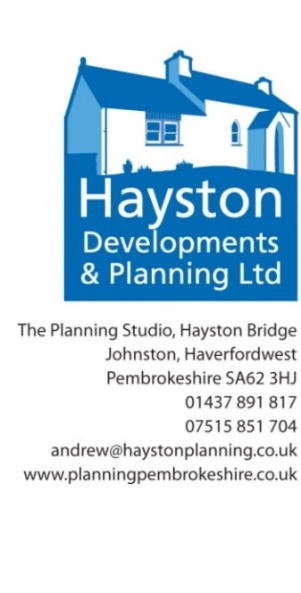 Hayston
Developments
& Planning Ltd
The Planning Studio, Hayston Bridge
Johnston, Haverfordwest
Pembrokeshire SA62 3HJ
01437 891 817
07515 851 704
andrew@haystonplanning.co.uk
www.planningpembrokeshire.co.uk